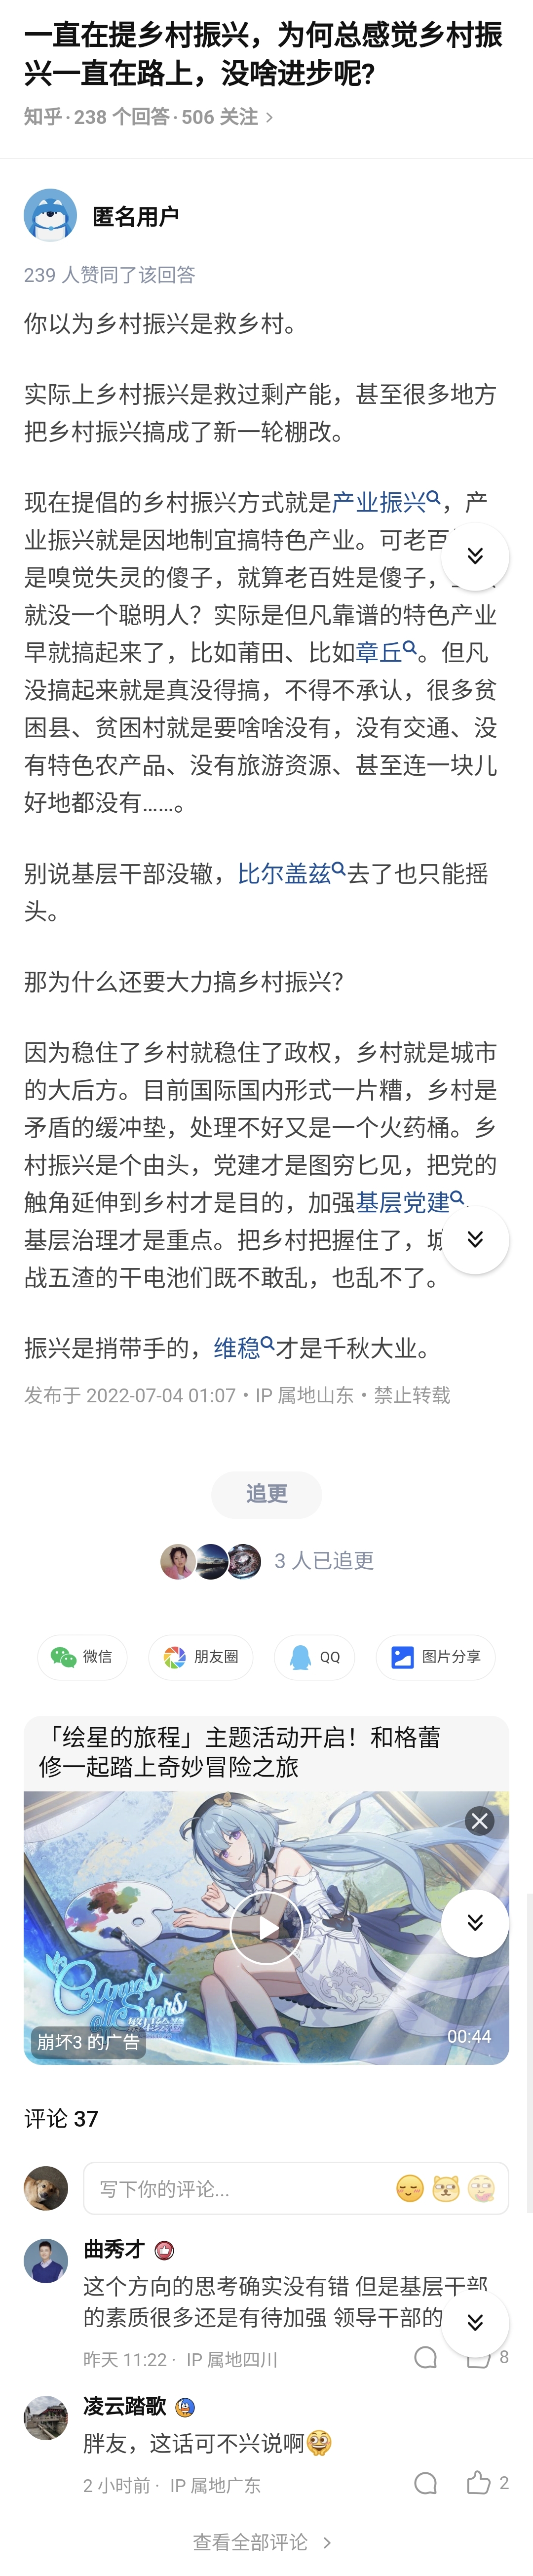 一直在提乡村振兴，为何总感觉乡村振
兴一直在路上，没啥进步呢?
知乎·238 个回答·506 关注 >
匿名用户
239 人赞同了该回答
你以为乡村振兴是救乡村。
实际上乡村振兴是救过剩产能，甚至很多地方
把乡村振兴搞成了新一轮棚改。
现在提倡的乡村振兴方式就是产业振兴，产
业振兴就是因地制宜搞特色产业。可老百
是嗅觉失灵的傻子，就算老百姓是傻子，
就没一个聪明人？实际是但凡靠谱的特色产业
早就搞起来了，比如莆田、比如章丘。但凡
没搞起来就是真没得搞，不得不承认，很多贫
困县、贫困村就是要啥啥没有，没有交通、没
有特色农产品、没有旅游资源、甚至连一块儿
好地都没有……。
别说基层干部没辙，比尔盖兹去了也只能摇
头。
那为什么还要大力搞乡村振兴？
因为稳住了乡村就稳住了政权，乡村就是城市
的大后方。目前国际国内形式一片糟，乡村是
矛盾的缓冲垫，处理不好又是一个火药桶。乡
村振兴是个由头，党建才是图穷匕见，把党的
触角延伸到乡村才是目的，加强基层党建
基层治理才是重点。把乡村把握住了，城
战五渣的干电池们既不敢乱，也乱不了。
振兴是捎带手的，维稳才是千秋大业。
发布于 2022-07-04 01:07・IP 属地山东・禁止转载
追更
3 人已追更
微信 朋友圈 QQ 图片分享
「绘星的旅程」主题活动开启！和格蕾
修一起踏上奇妙冒险之旅
崩坏3 的广告
00:44
评论 37
写下你的评论...
曲秀才
这个方向的思考确实没有错 但是基层干部
的素质很多还是有待加强 领导干部的
昨天 11:22 · IP 属地四川 8
凌云踏歌
胖友，这话可不兴说啊
2 小时前 · IP 属地广东 2
查看全部评论 >